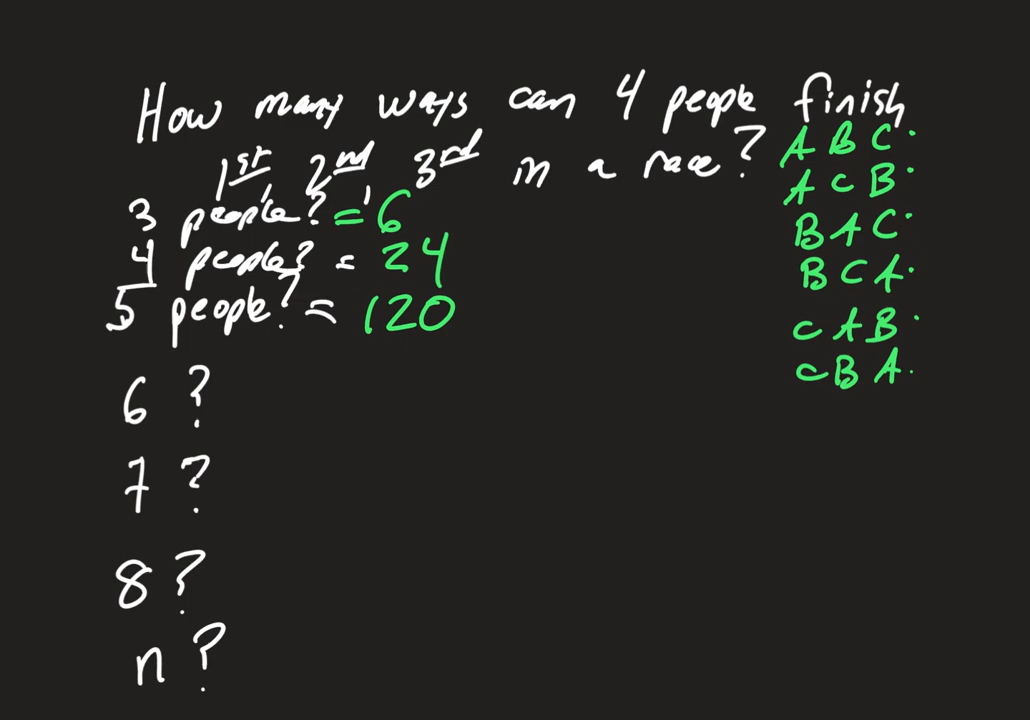 How many ways can 4 people finish
1st, 2nd, 3rd in a race?
3 people? = 6
4 people? = 24
5 people? = 120
6 ?
7 ?
8 ?
n ?
A B C.
A C B.
B A C.
B C A.
C A B.
C B A.